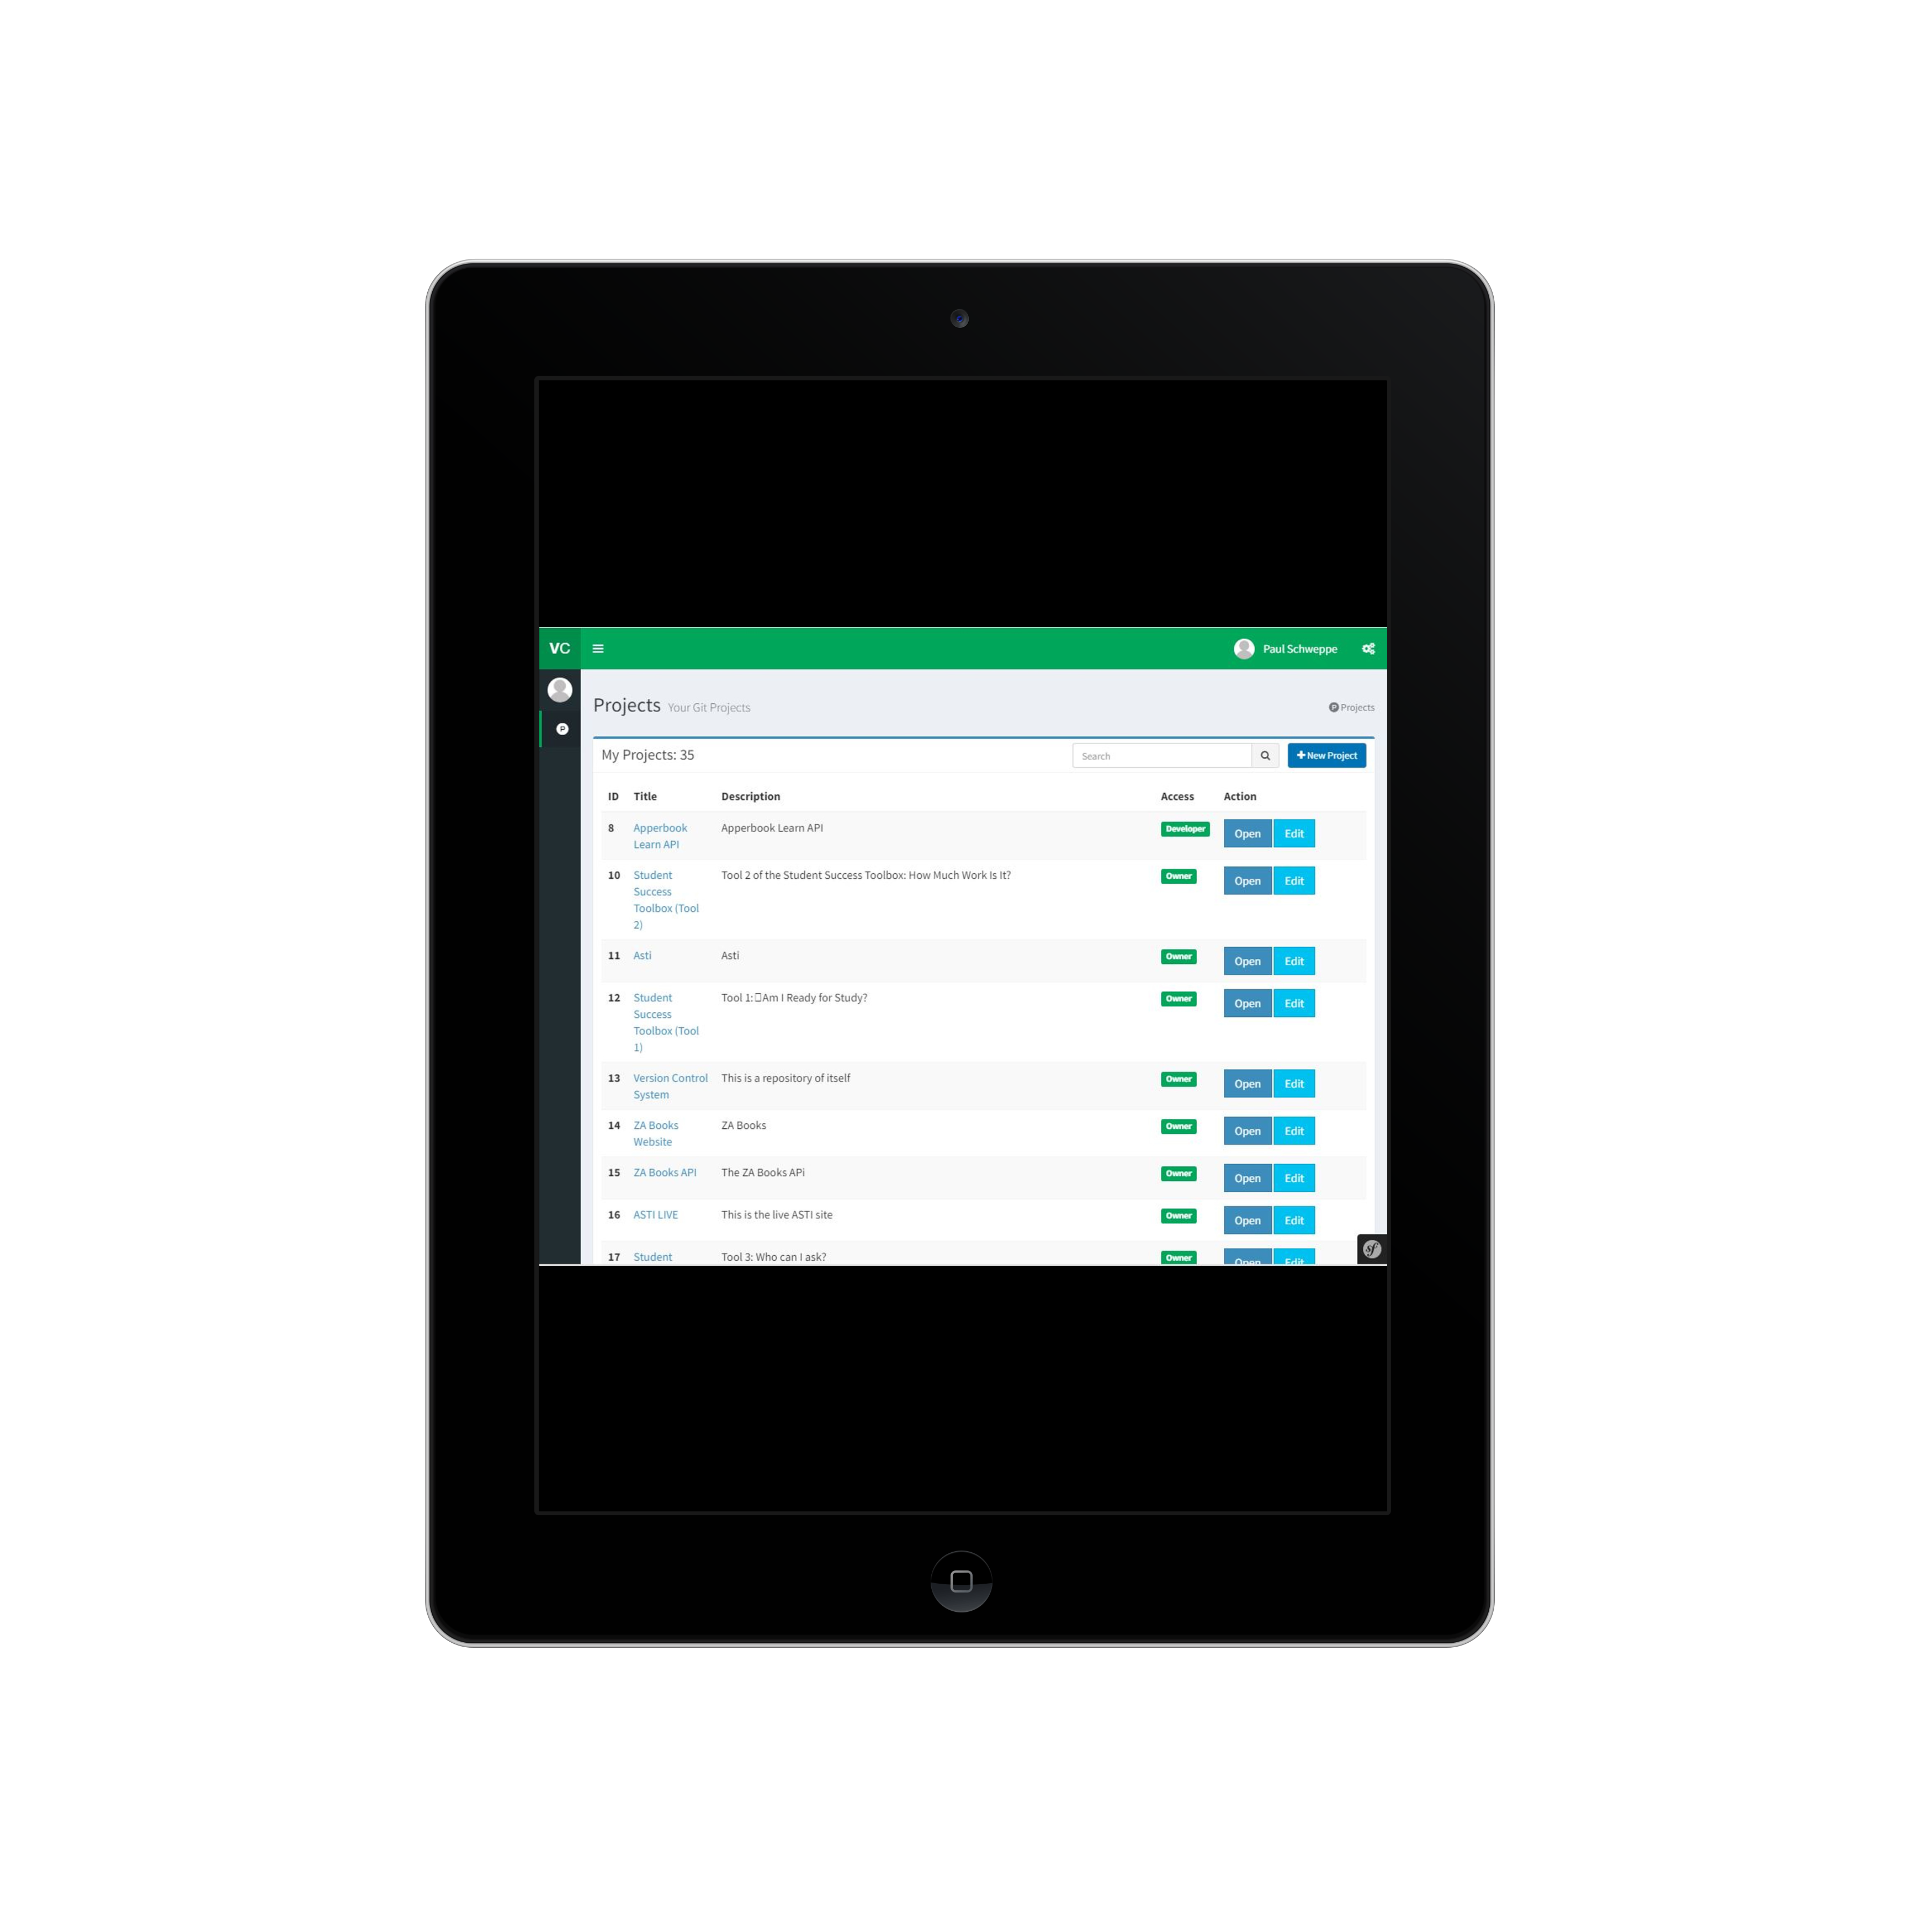 VC
Paul Schweppe
Projects Your Git Projects
Projects
My Projects: 35
Search
New Project
ID Title Description Access Action
8 Apperbook Apperbook Learn API Developer Open Edit
Learn API
10 Student Tool 2 of the Student Success Toolbox: How Much Work Is It? Owner Open Edit
Success
Toolbox (Tool
2)
11 Asti Asti Owner Open Edit
12 Student Tool 1:▯Am I Ready for Study? Owner Open Edit
Success
Toolbox (Tool
1)
13 Version Control This is a repository of itself Owner Open Edit
System
14 ZA Books ZA Books Owner Open Edit
Website
15 ZA Books API The ZA Books APi Owner Open Edit
16 ASTI LIVE This is the live ASTI site Owner Open Edit
sf
17 Student Tool 3: Who can I ask? Owner Open Edit